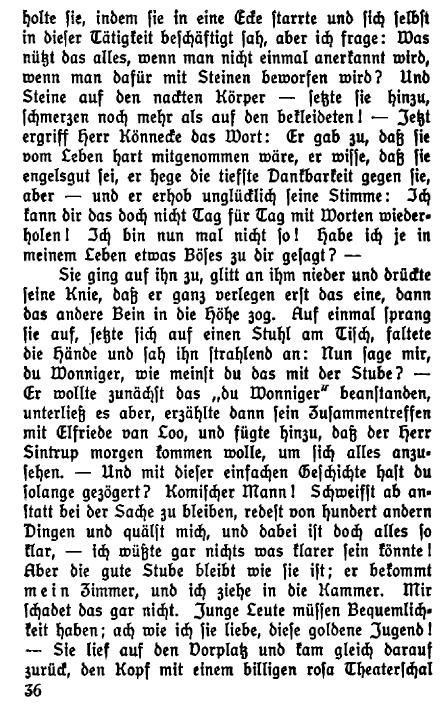 holte sie, indem sie in eine Ecke starrte und sich selbst
in dieser Tätigkeit beschäftigt sah, aber ich frage: Was
nützt das alles, wenn man nicht einmal anerkannt wird,
wenn man dafür mit Steinen beworfen wird? Und
Steine auf den nackten Körper — setzte sie hinzu,
schmerzen noch mehr als auf den bekleideten! — Jetzt
ergriff Herr Könnecke das Wort: Er gab zu, daß sie
vom Leben hart mitgenommen wäre, er wisse, daß sie
engelsgut sei, er hege die tiefste Dankbarkeit gegen sie,
aber — und er erhob unglücklich seine Stimme: Ich
kann dir das doch nicht Tag für Tag mit Worten wieder-
holen! Ich bin nun mal nicht so! Habe ich je in
meinem Leben etwas Böses zu dir gesagt? —
Sie ging auf ihn zu, glitt an ihm nieder und drückte
seine Knie, daß er ganz verlegen erst das eine, dann
das andere Bein in die Höhe zog. Auf einmal sprang
sie auf, setzte sich auf einen Stuhl am Tisch, faltete
die Hände und sah ihn strahlend an: Nun sage mir,
du Wonniger, wie meinst du das mit der Stube? —
Er wollte zunächst das „du Wonniger" beanstanden,
unterließ es aber, erzählte dann sein Zusammentreffen
mit Elfriede van Loo, und fügte hinzu, daß der Herr
Sintrup morgen kommen wolle, um sich alles anzu-
sehen. — Und mit dieser einfachen Geschichte hast du
solange gezögert? Komischer Mann! Schweifst ab an-
statt bei der Sache zu bleiben, redest von hundert andern
Dingen und quälst mich, und dabei ist doch alles so
klar, — ich wüßte gar nichts was klarer sein könnte!
Aber die gute Stube bleibt wie sie ist; er bekommt
mein Zimmer, und ich ziehe in die Kammer. Mir
schadet das gar nicht. Junge Leute müssen Bequemlich-
keit haben; ach wie ich sie liebe, diese goldene Jugend!
— Sie lief auf den Vorplatz und kam gleich darauf
zurück, den Kopf mit einem billigen rosa Theaterschal
36